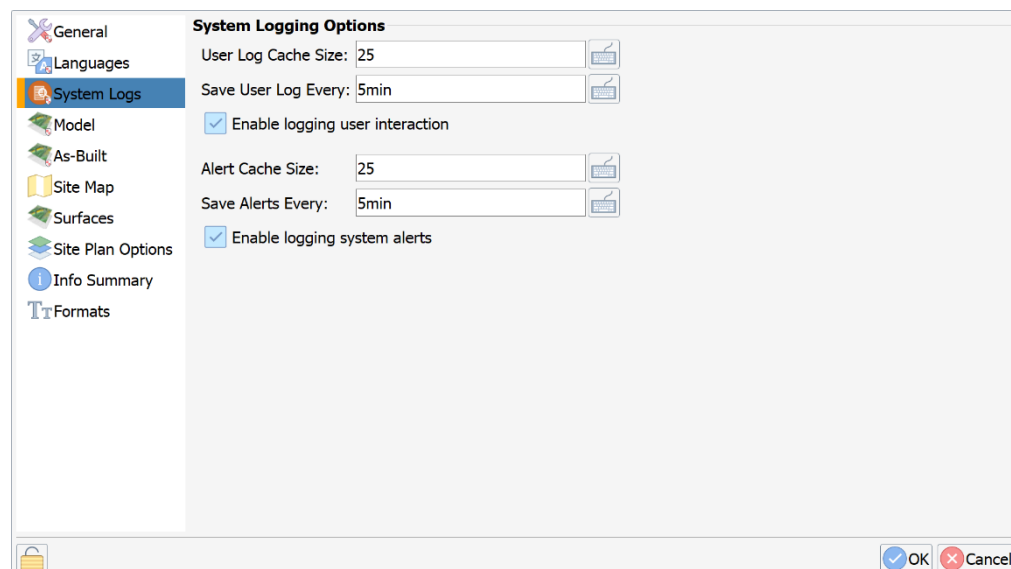 General
Languages
System Logs
Model
As-Built
Site Map
Surfaces
Site Plan Options
Info Summary
Formats
System Logging Options
User Log Cache Size: 25
Save User Log Every: 5min
Enable logging user interaction
Alert Cache Size: 25
Save Alerts Every: 5min
Enable logging system alerts
OK Cancel